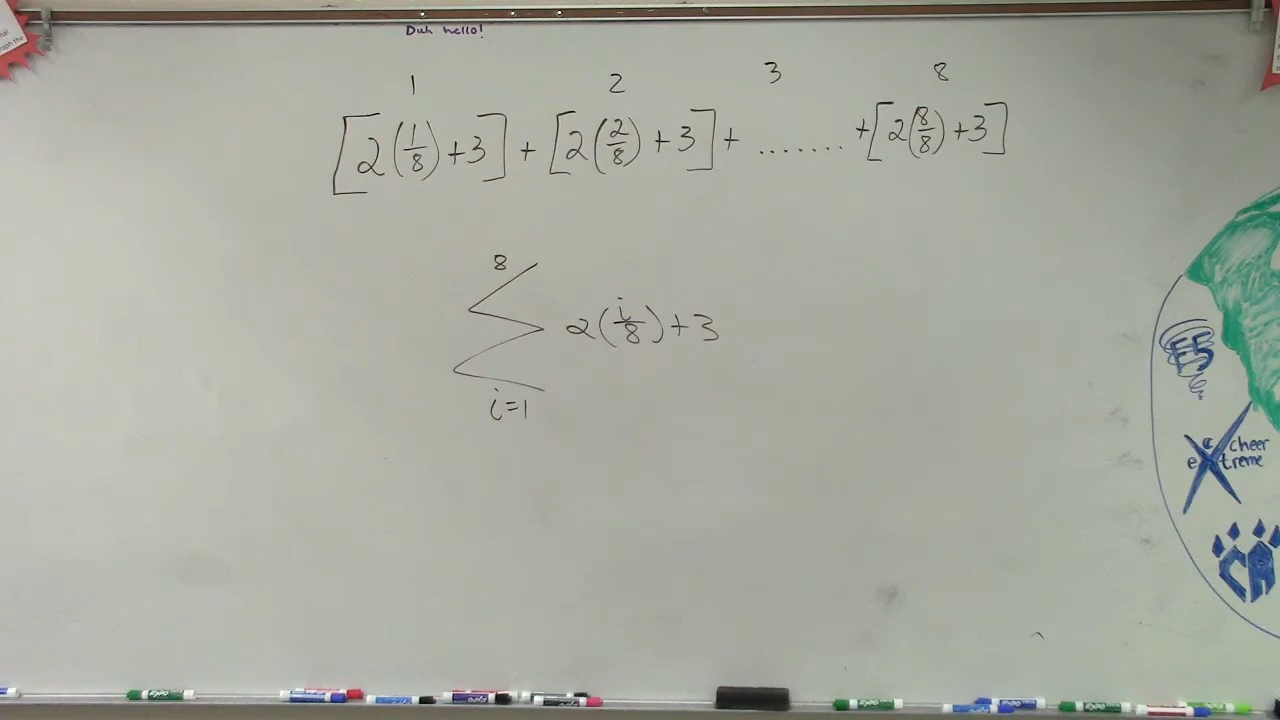 Duh hello!
1 2 3 8
[2(1/8)+3] + [2(2/8)+3] + ........ + [2(8/8)+3]
8
∑ 2(i/8)+3
i=1
cheer
extreme
CA
expo